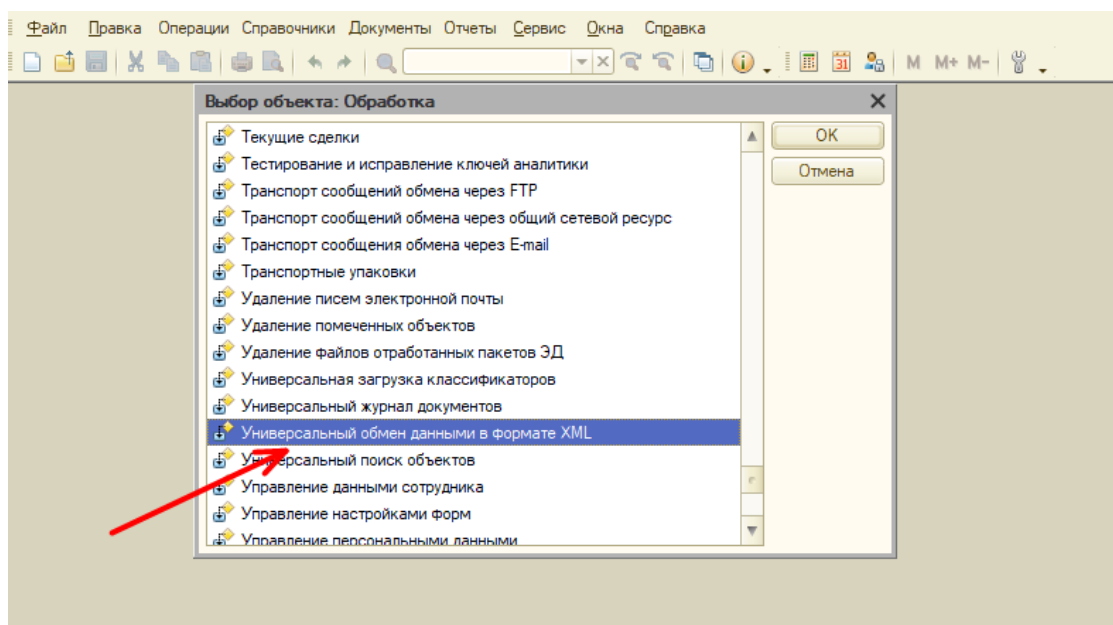 Файл Правка Операции Справочники Документы Отчеты Сервис Окна Справка
31 M M+ M-
Выбор объекта: Обработка
Текущие сделки
OK
Тестирование и исправление ключей аналитики
Отмена
Транспорт сообщений обмена через FTP
Транспорт сообщений обмена через общий сетевой ресурс
Транспорт сообщения обмена через E-mail
Транспортные упаковки
Удаление писем электронной почты
Удаление помеченных объектов
Удаление файлов отработанных пакетов ЭД
Универсальная загрузка классификаторов
Универсальный журнал документов
Универсальный обмен данными в формате XML
Универсальный поиск объектов
Управление данными сотрудника
Управление настройками форм
Управление персональными данными